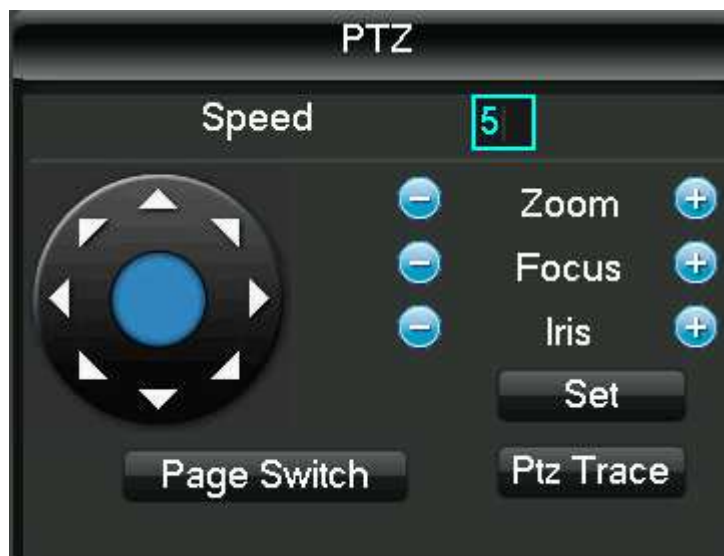 PTZ
Speed 5
Zoom
Focus
Iris
Set
Page Switch Ptz Trace